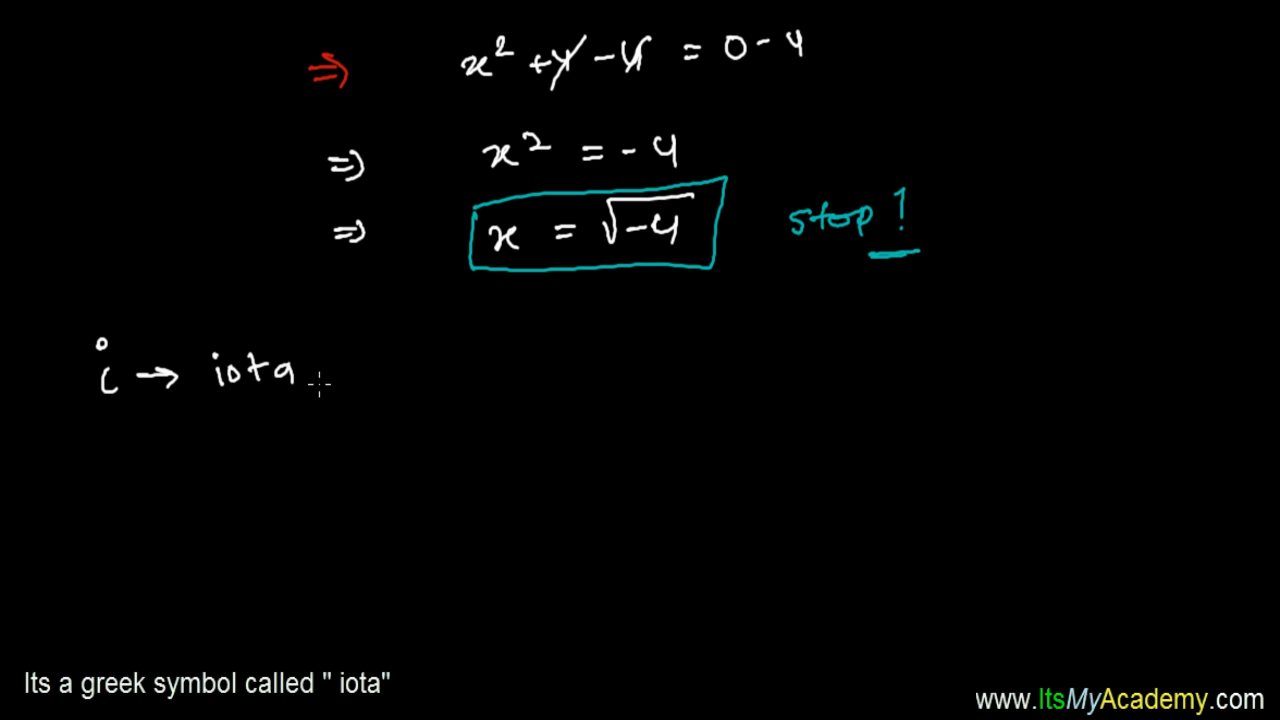 ⇒ x² + 4 - 4 = 0 - 4
⇒ x² = - 4
⇒ x = √-4 stop !
i → iota
Its a greek symbol called " iota"
www.ItsMyAcademy.com